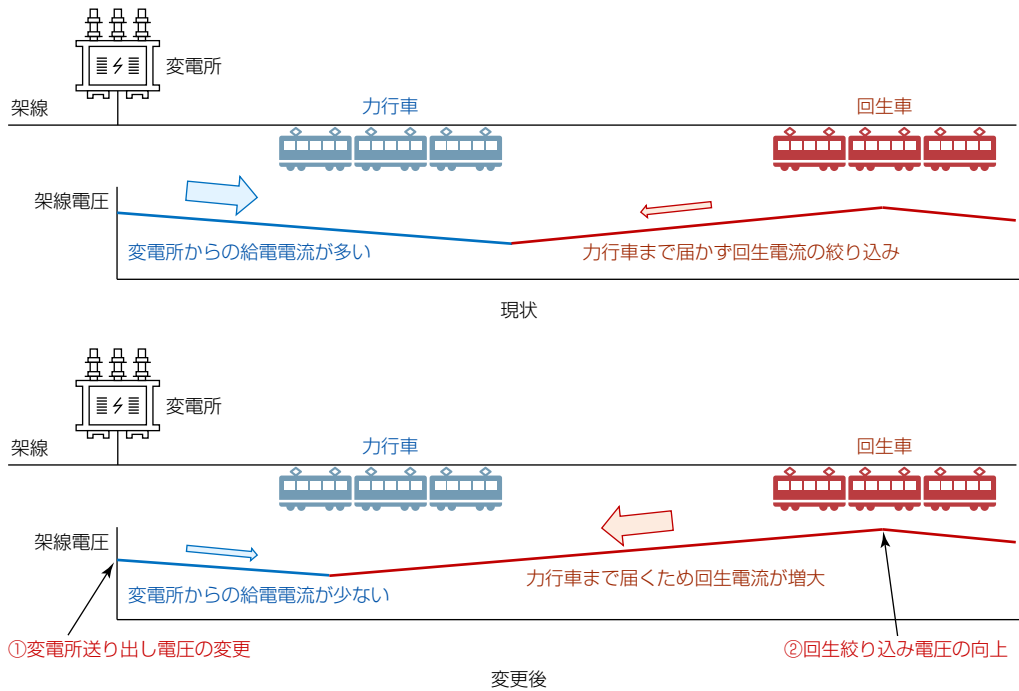 変電所
架線
力行車
回生車
架線電圧
変電所からの給電電流が多い
力行車まで届かず回生電流の絞り込み
現状
変電所
架線
力行車
回生車
架線電圧
変電所からの給電電流が少ない
力行車まで届くため回生電流が増大
①変電所送り出し電圧の変更
②回生絞り込み電圧の向上
変更後